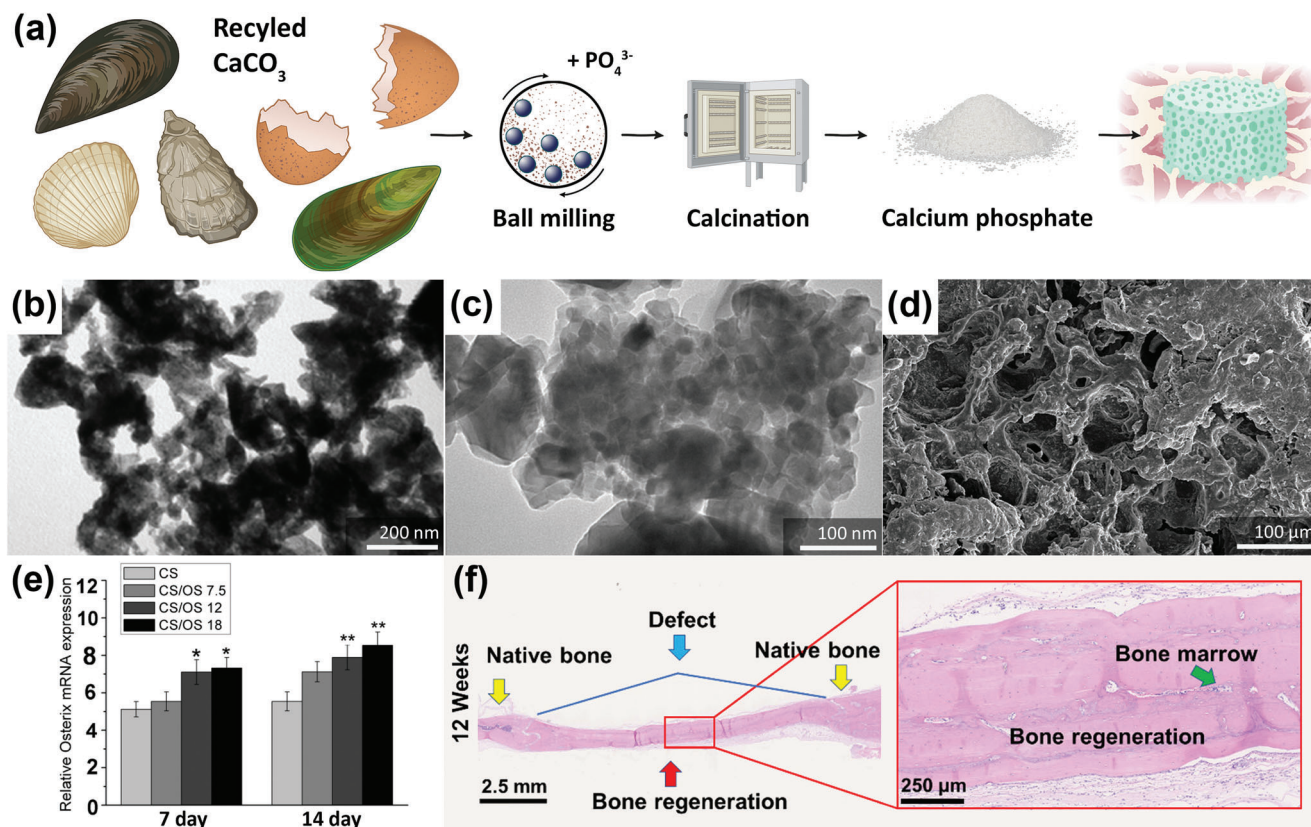 (a)
Recyled
CaCO₃
+ PO₄³⁻
Ball milling
Calcination
Calcium phosphate
(b)
200 nm
(c)
100 nm
(d)
100 µm
(e)
Relative Osterix mRNA expression
12
10
8
6
4
2
0
CS
CS/OS 7.5
CS/OS 12
CS/OS 18
* *
** **
7 day
14 day
(f)
12 Weeks
Defect
Native bone
Native bone
2.5 mm
Bone regeneration
Bone marrow
Bone regeneration
250 µm